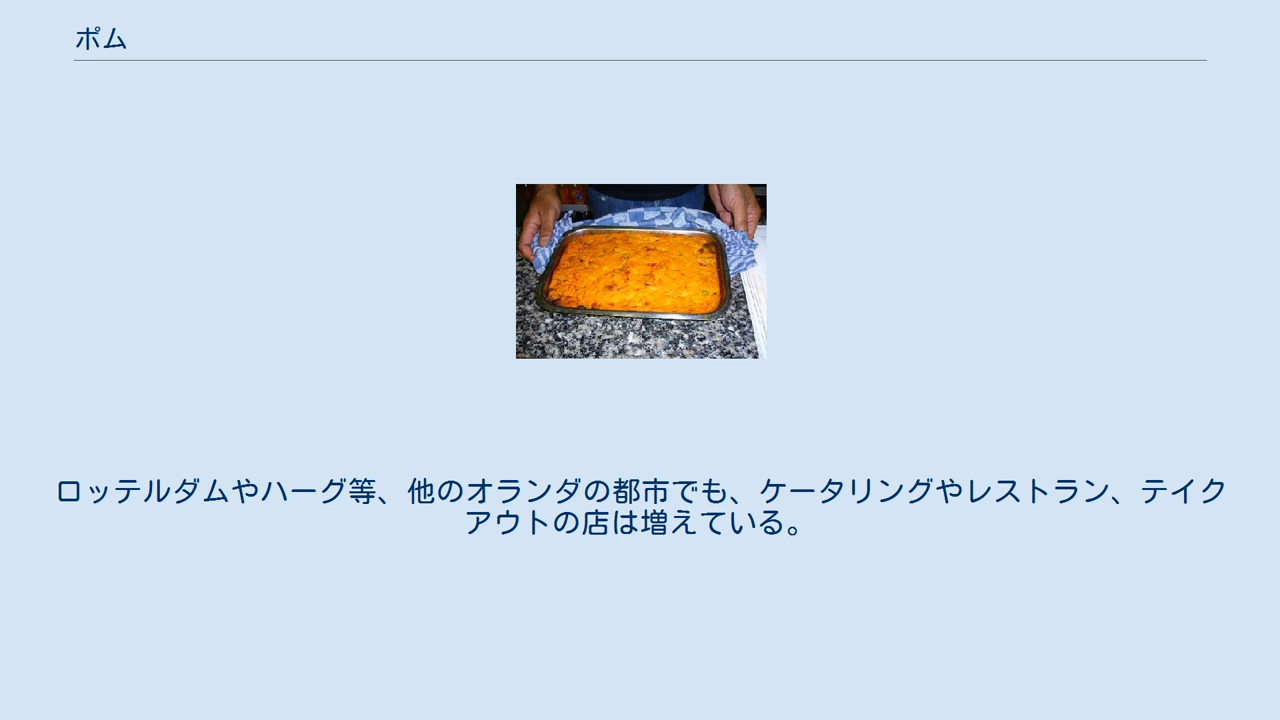 ポム
ロッテルダムやハーグ等、他のオランダの都市でも、ケータリングやレストラン、テイク
アウトの店は増えている。